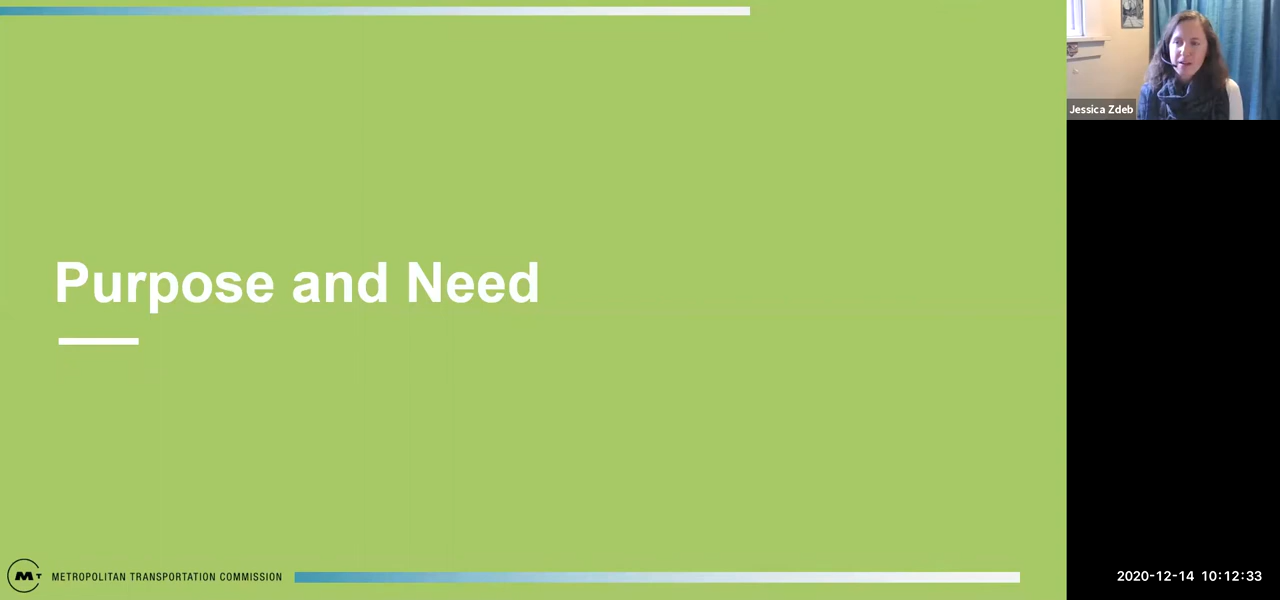 Jessica Zdeb
Purpose and Need
METROPOLITAN TRANSPORTATION COMMISSION
2020-12-14 10:12:33